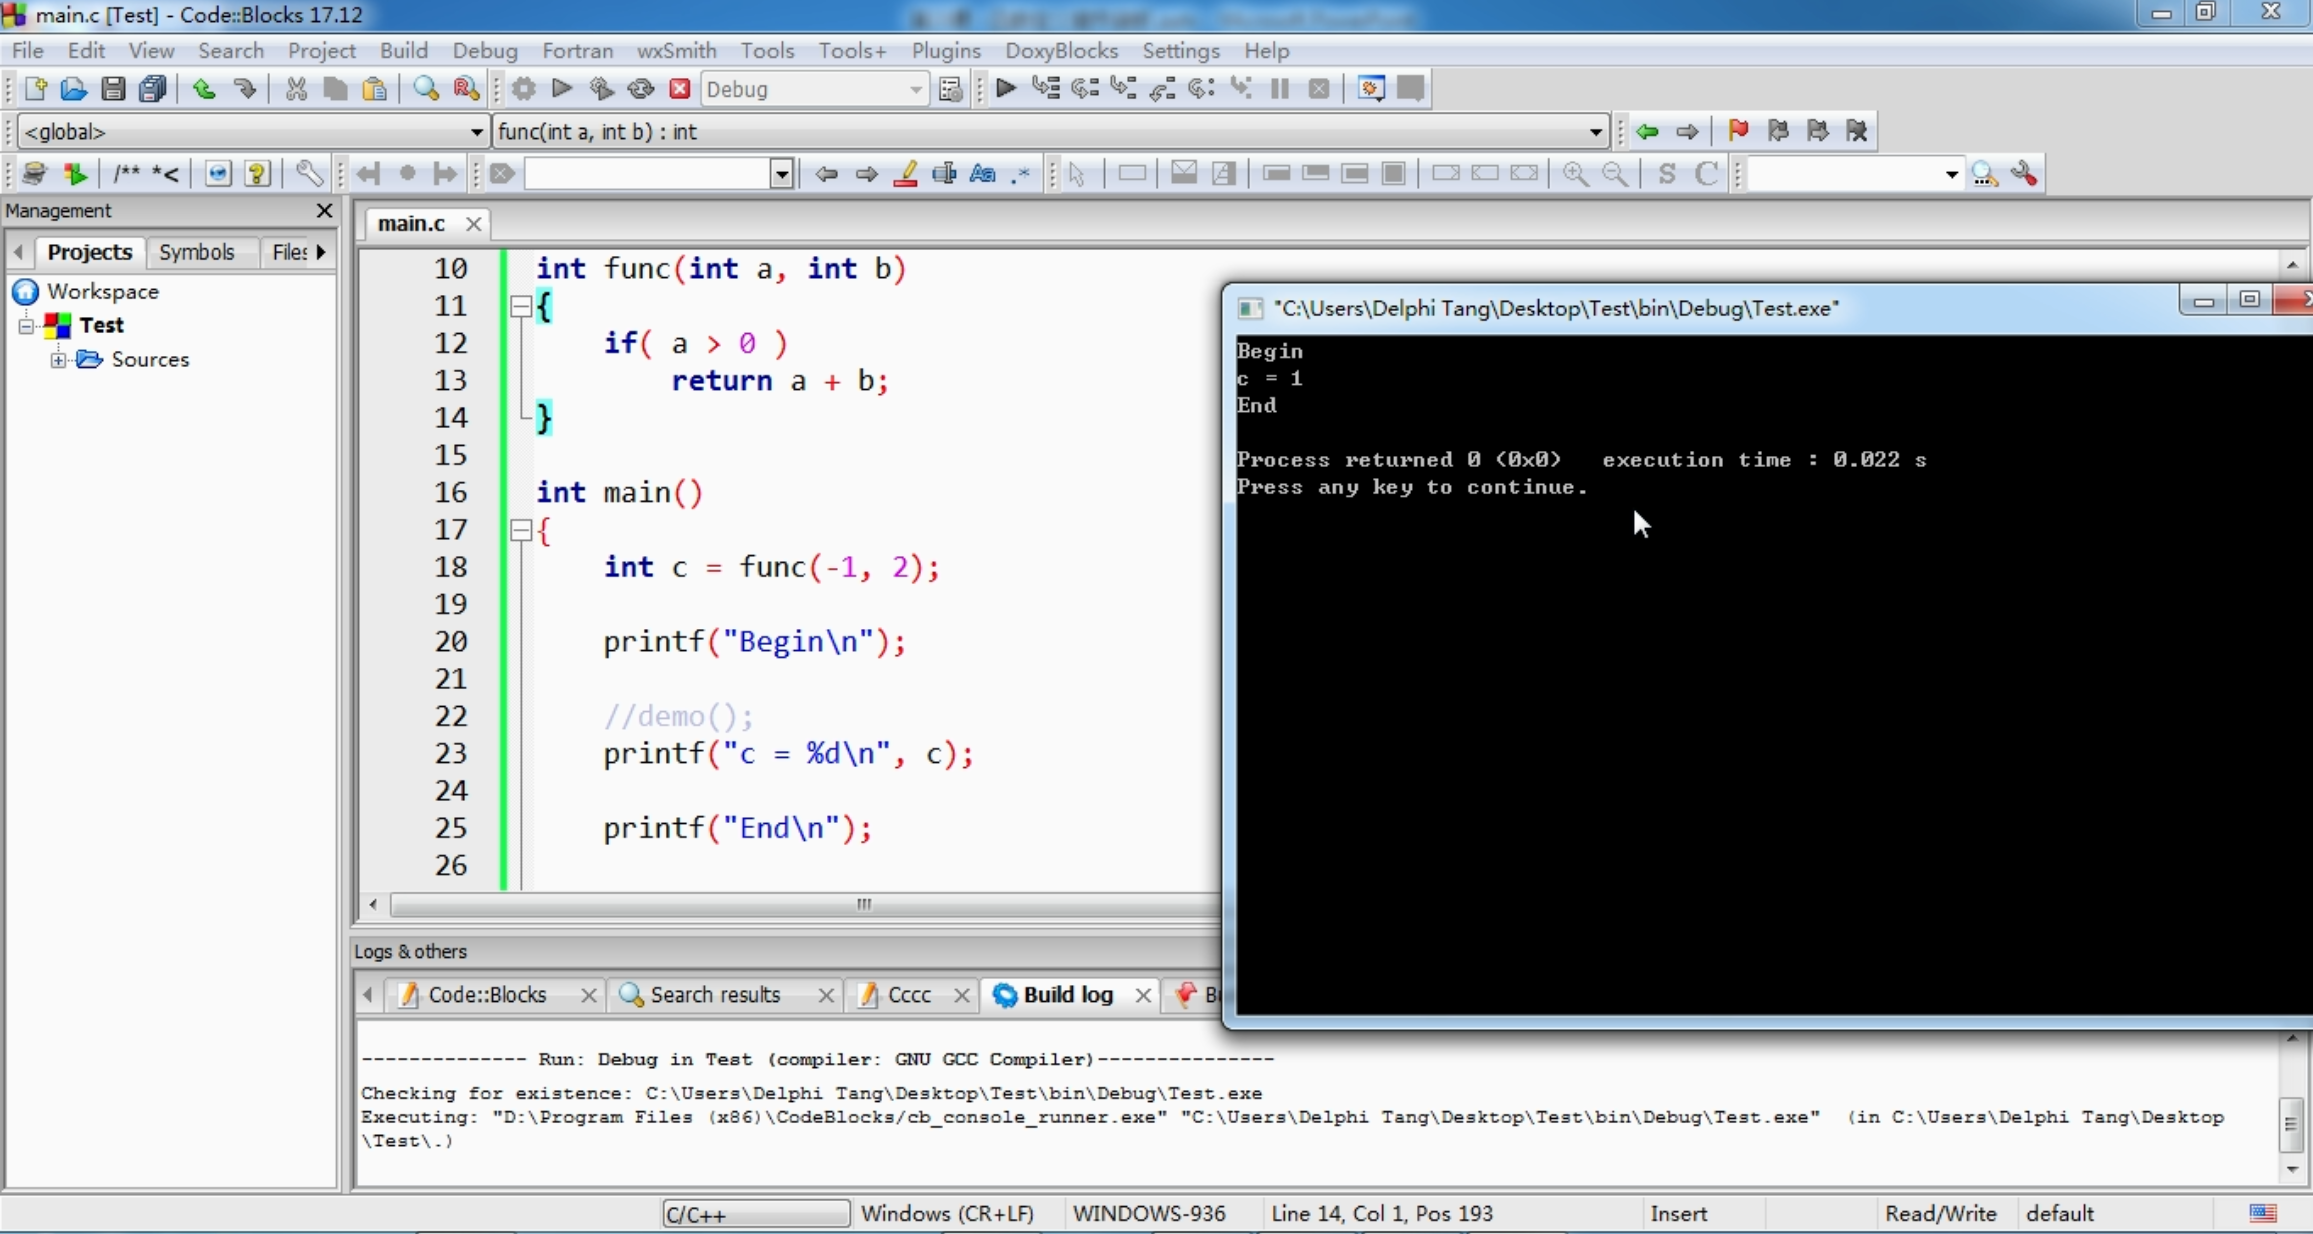 main.c [Test] - Code::Blocks 17.12
File Edit View Search Project Build Debug Fortran wxSmith Tools Tools+ Plugins DoxyBlocks Settings Help
Debug
<global> func(int a, int b) : int
/** *< S C
Management
Projects Symbols Files
Workspace
Test
Sources
main.c
10 int func(int a, int b)
11 {
12 if( a > 0 )
13 return a + b;
14 }
15
16 int main()
17 {
18 int c = func(-1, 2);
19
20 printf("Begin\n");
21
22 //demo();
23 printf("c = %d\n", c);
24
25 printf("End\n");
26
"C:\Users\Delphi Tang\Desktop\Test\bin\Debug\Test.exe"
Begin
c = 1
End
Process returned 0 (0x0)   execution time : 0.022 s
Press any key to continue.
Logs & others
Code::Blocks Search results Cccc Build log
-------------- Run: Debug in Test (compiler: GNU GCC Compiler)---------------
Checking for existence: C:\Users\Delphi Tang\Desktop\Test\bin\Debug\Test.exe
Executing: "D:\Program Files (x86)\CodeBlocks/cb_console_runner.exe" "C:\Users\Delphi Tang\Desktop\Test\bin\Debug\Test.exe"  (in C:\Users\Delphi Tang\Desktop
\Test\.)
C/C++ Windows (CR+LF) WINDOWS-936 Line 14, Col 1, Pos 193 Insert Read/Write default